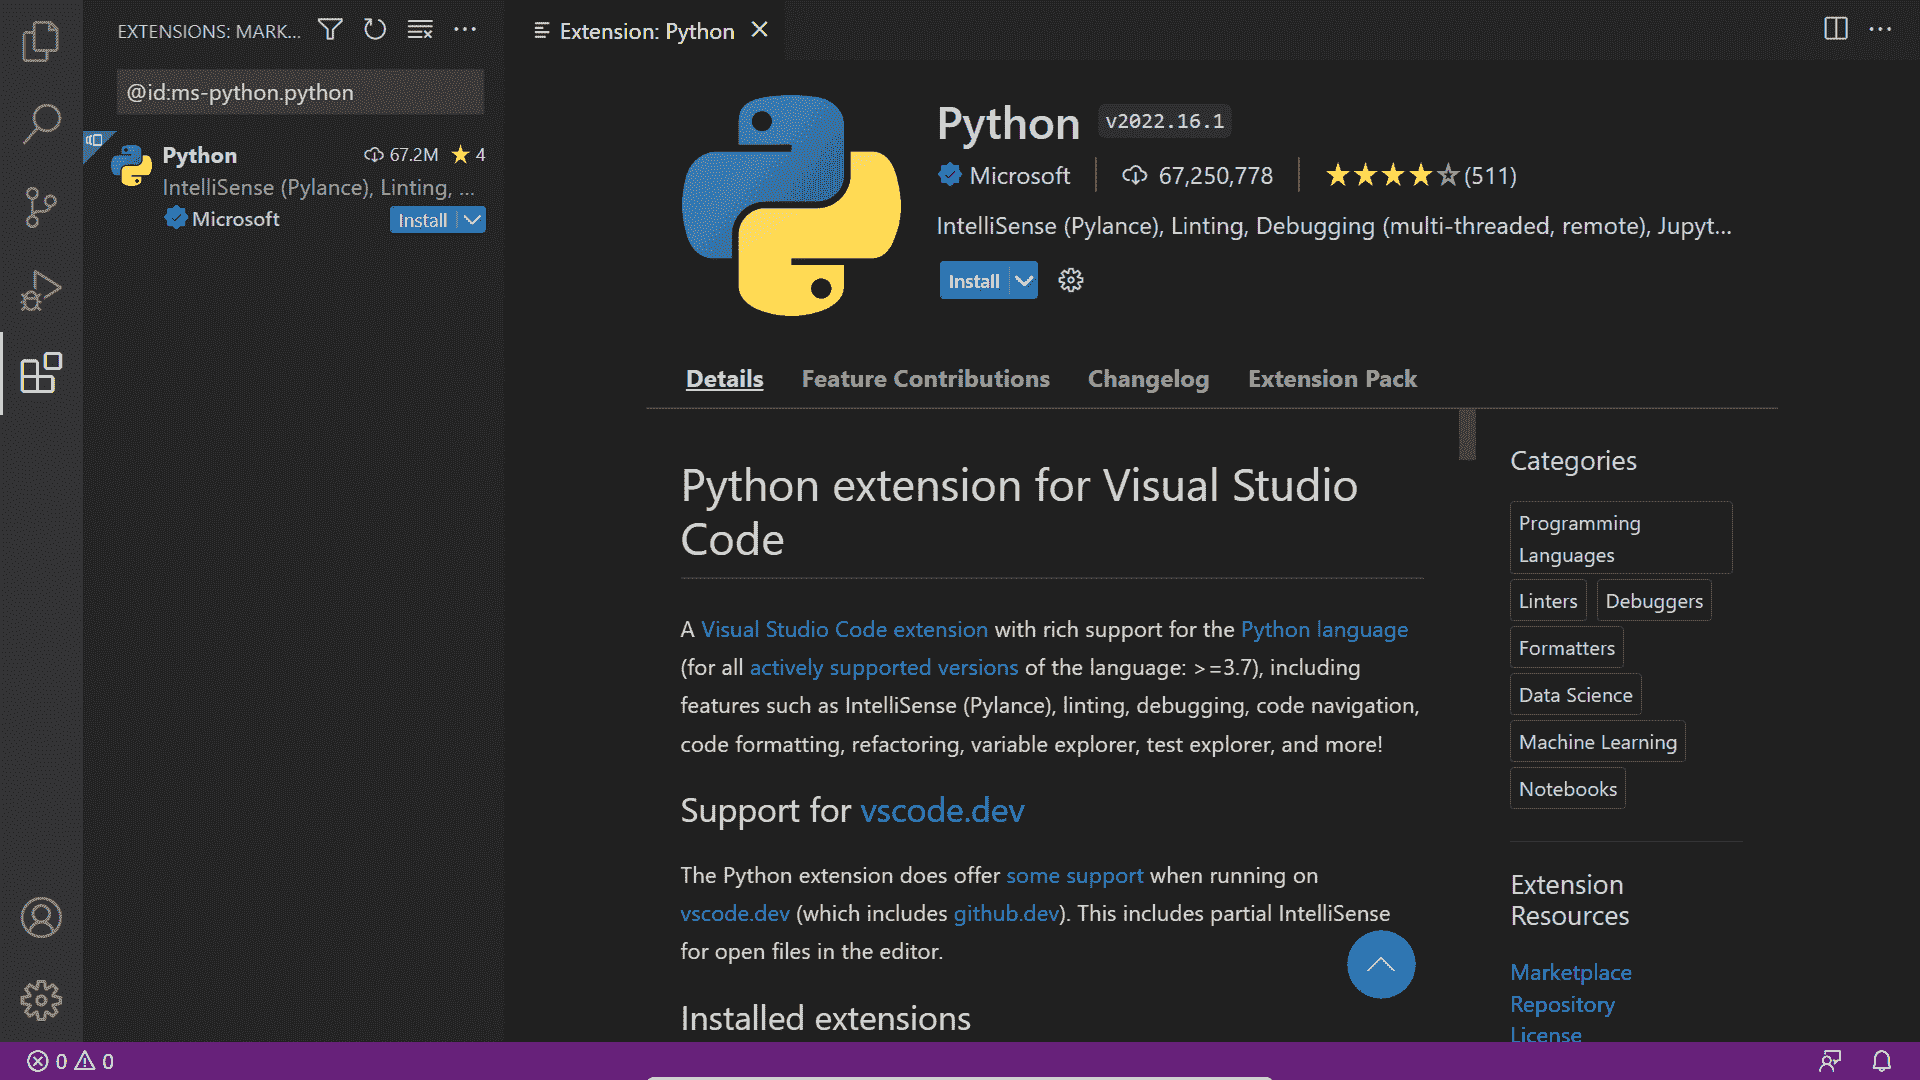 EXTENSIONS: MARK...
@id:ms-python.python
Python 67.2M 4
IntelliSense (Pylance), Linting, ...
Microsoft Install
Extension: Python
Python v2022.16.1
Microsoft 67,250,778 (511)
IntelliSense (Pylance), Linting, Debugging (multi-threaded, remote), Jupyt...
Install
Details Feature Contributions Changelog Extension Pack
Python extension for Visual Studio
Code
A Visual Studio Code extension with rich support for the Python language
(for all actively supported versions of the language: >=3.7), including
features such as IntelliSense (Pylance), linting, debugging, code navigation,
code formatting, refactoring, variable explorer, test explorer, and more!
Support for vscode.dev
The Python extension does offer some support when running on
vscode.dev (which includes github.dev). This includes partial IntelliSense
for open files in the editor.
Installed extensions
Categories
Programming
Languages
Linters Debuggers
Formatters
Data Science
Machine Learning
Notebooks
Extension
Resources
Marketplace
Repository
License
0 0